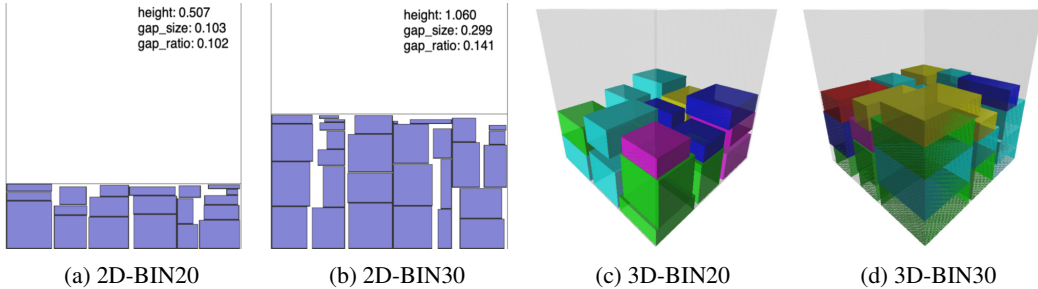 height: 0.507
gap_size: 0.103
gap_ratio: 0.102
height: 1.060
gap_size: 0.299
gap_ratio: 0.141
(a) 2D-BIN20
(b) 2D-BIN30
(c) 3D-BIN20
(d) 3D-BIN30